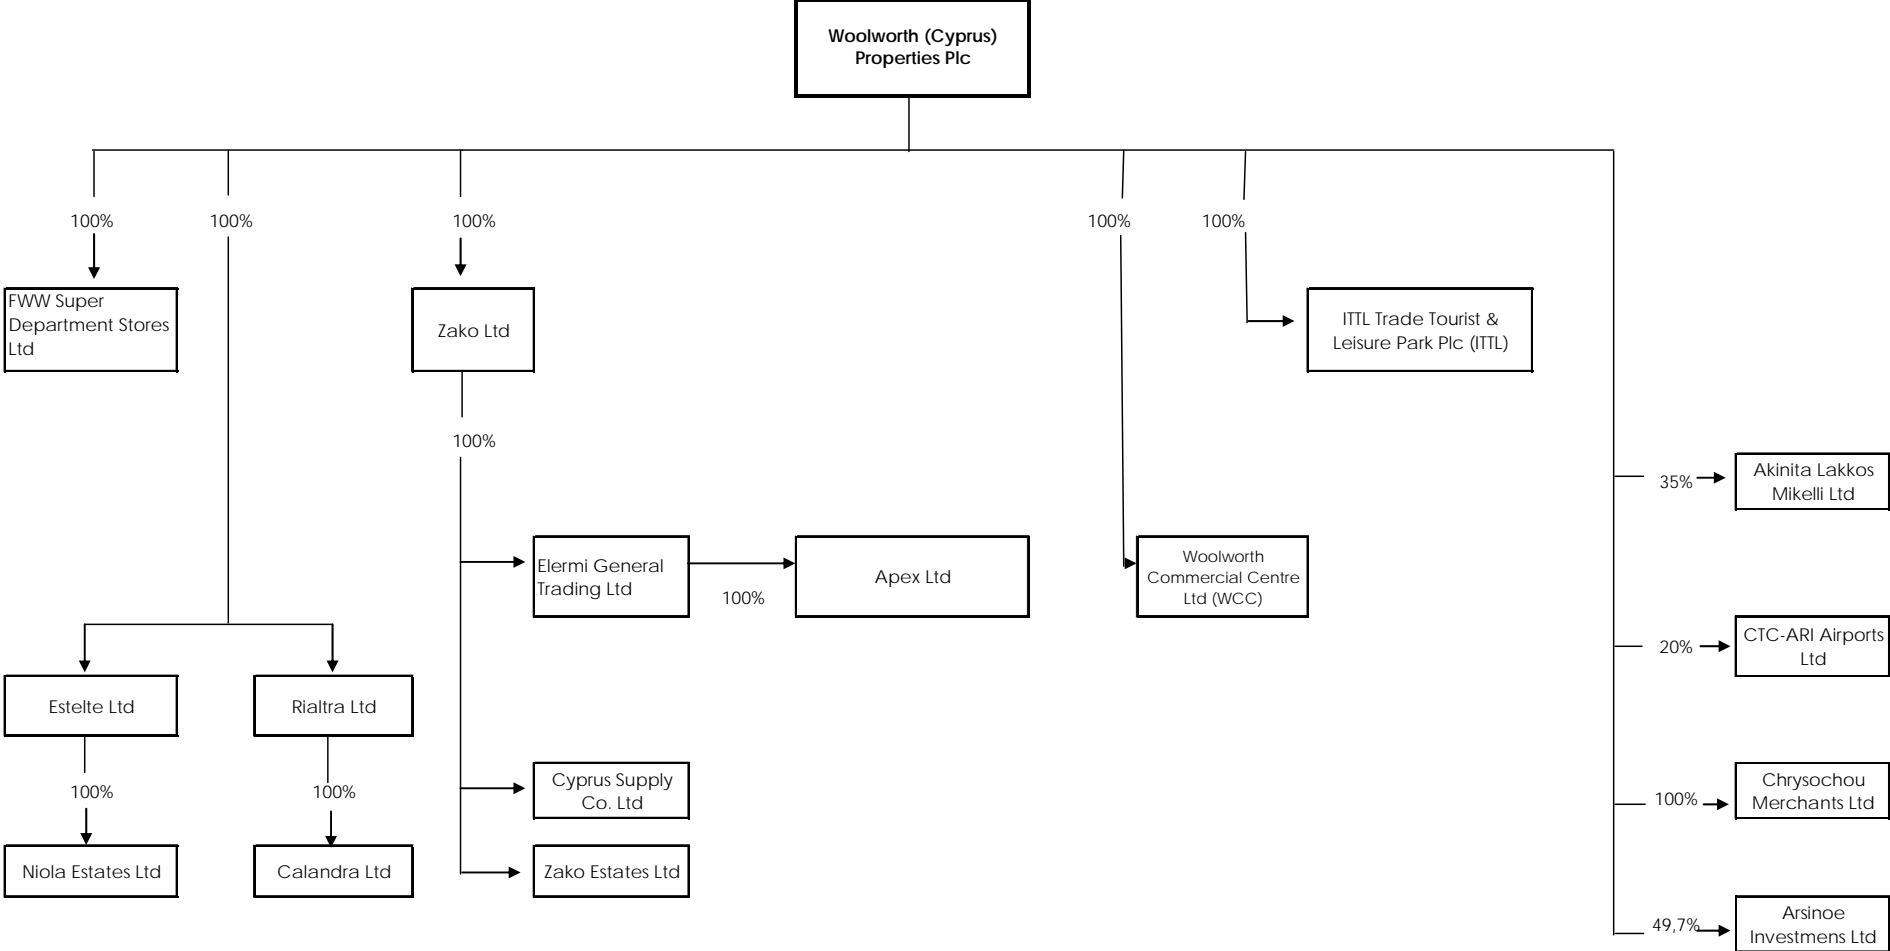 Woolworth (Cyprus)
Properties Plc
100%
100%
100%
100%
100%
FWW Super
Department Stores
Ltd
Zako Ltd
ITTL Trade Tourist &
Leisure Park Plc (ITTL)
100%
35%
Akinita Lakkos
Mikelli Ltd
Elermi General
Trading Ltd
100%
Apex Ltd
Woolworth
Commercial Centre
Ltd (WCC)
20%
CTC-ARI Airports
Ltd
Estelte Ltd
Rialtra Ltd
100%
100%
Cyprus Supply
Co. Ltd
100%
Chrysochou
Merchants Ltd
Niola Estates Ltd
Calandra Ltd
Zako Estates Ltd
49,7%
Arsinoe
Investmens Ltd